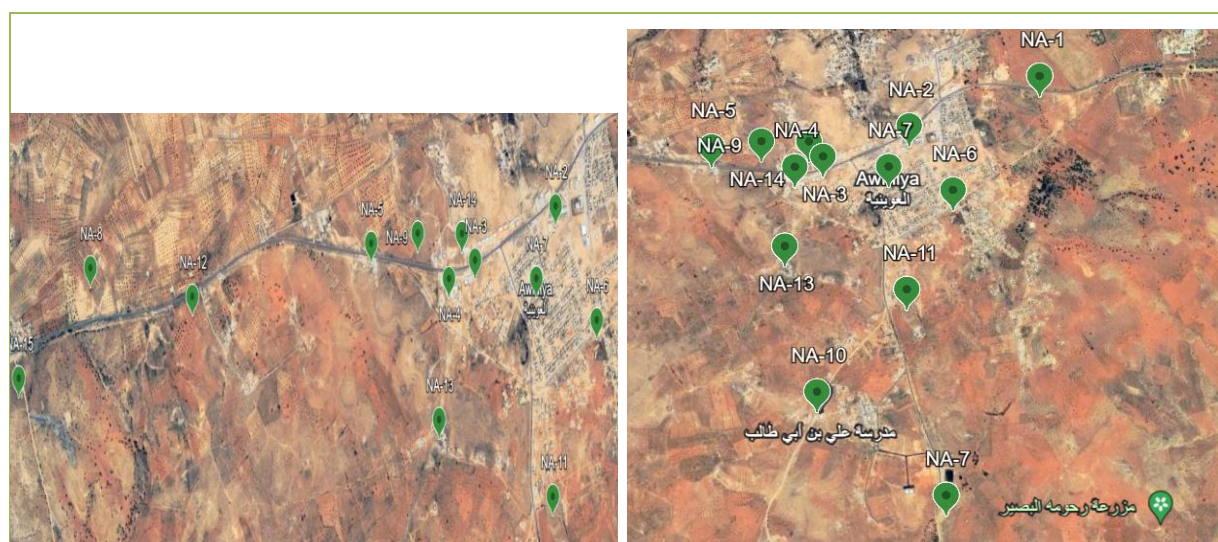 NA-2
NA-14
NA-5
NA-3
NA-9
NA-7
NA-8
Awiniya
العوينية
NA-12
NA-4
NA-6
NA-15
NA-13
NA-11
NA-1
NA-2
NA-5
NA-4
NA-7
NA-9
NA-6
NA-14
Awiniya
العوينية
NA-3
NA-11
NA-13
NA-10
مدرسة علي بن أبي طالب
NA-7
مزرعة رحومه البصير